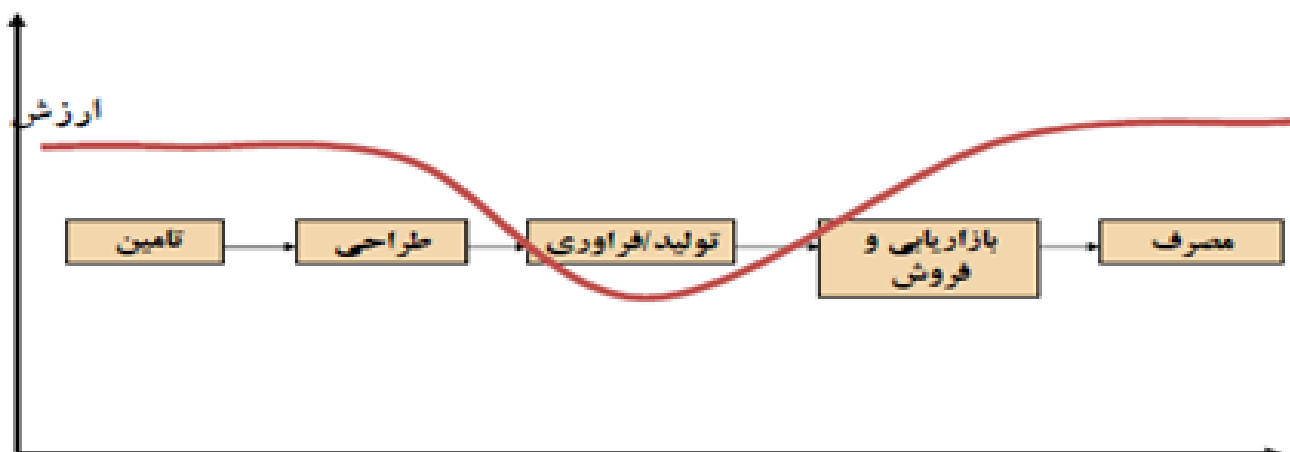 ارزش
تامین
طراحی
تولید/فراوری
بازاریابی و
فروش
مصرف